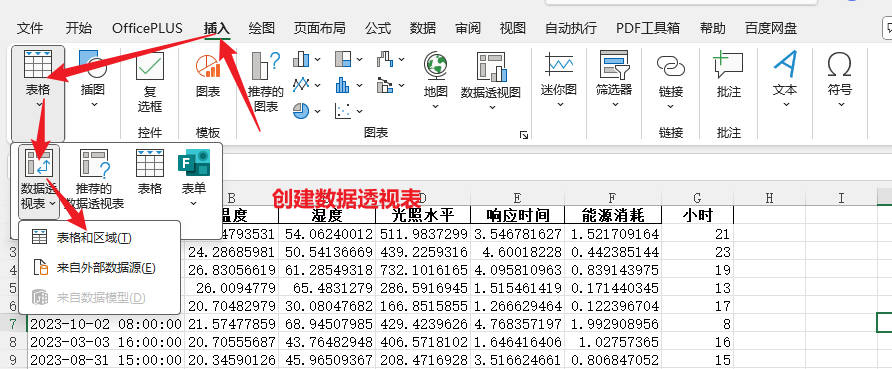 文件 开始 OfficePLUS 插入 绘图 页面布局 公式 数据 审阅 视图 自动执行 PDF工具箱 帮助 百度网盘
表格 插图 复选框 图表 推荐的图表 地图 数据透视图 迷你图 筛选器 链接 批注 文本 符号
控件 模板 图表 链接 批注
数据透视表 推荐的数据透视表 表格 表单
创建数据透视表
B D E F G H I J
温度 湿度 光照水平 响应时间 能源消耗 小时
4793531 54.06240012 511.9837299 3.546781627 1.521709164 21
表格和区域(T)
3 24.28685981 50.54136669 439.2259316 4.60018228 0.442385144 23
来自外部数据源(E)
4 26.83056619 61.28549318 732.1016165 4.095810963 0.839143975 19
来自数据模型(D)
5 26.0094779 65.4831279 286.5916945 1.515461419 0.171440345 13
6 20.70482979 30.08047682 166.8515855 1.266629464 0.122396704 17
7 2023-10-02 08:00:00 21.57477859 68.94507985 429.4239626 4.768357197 1.992908956 8
8 2023-03-03 16:00:00 20.70555687 43.76482948 406.5718102 1.646416406 1.02757365 16
9 2023-08-31 15:00:00 20.34590126 45.96509367 208.4716928 3.516624661 0.806847052 15